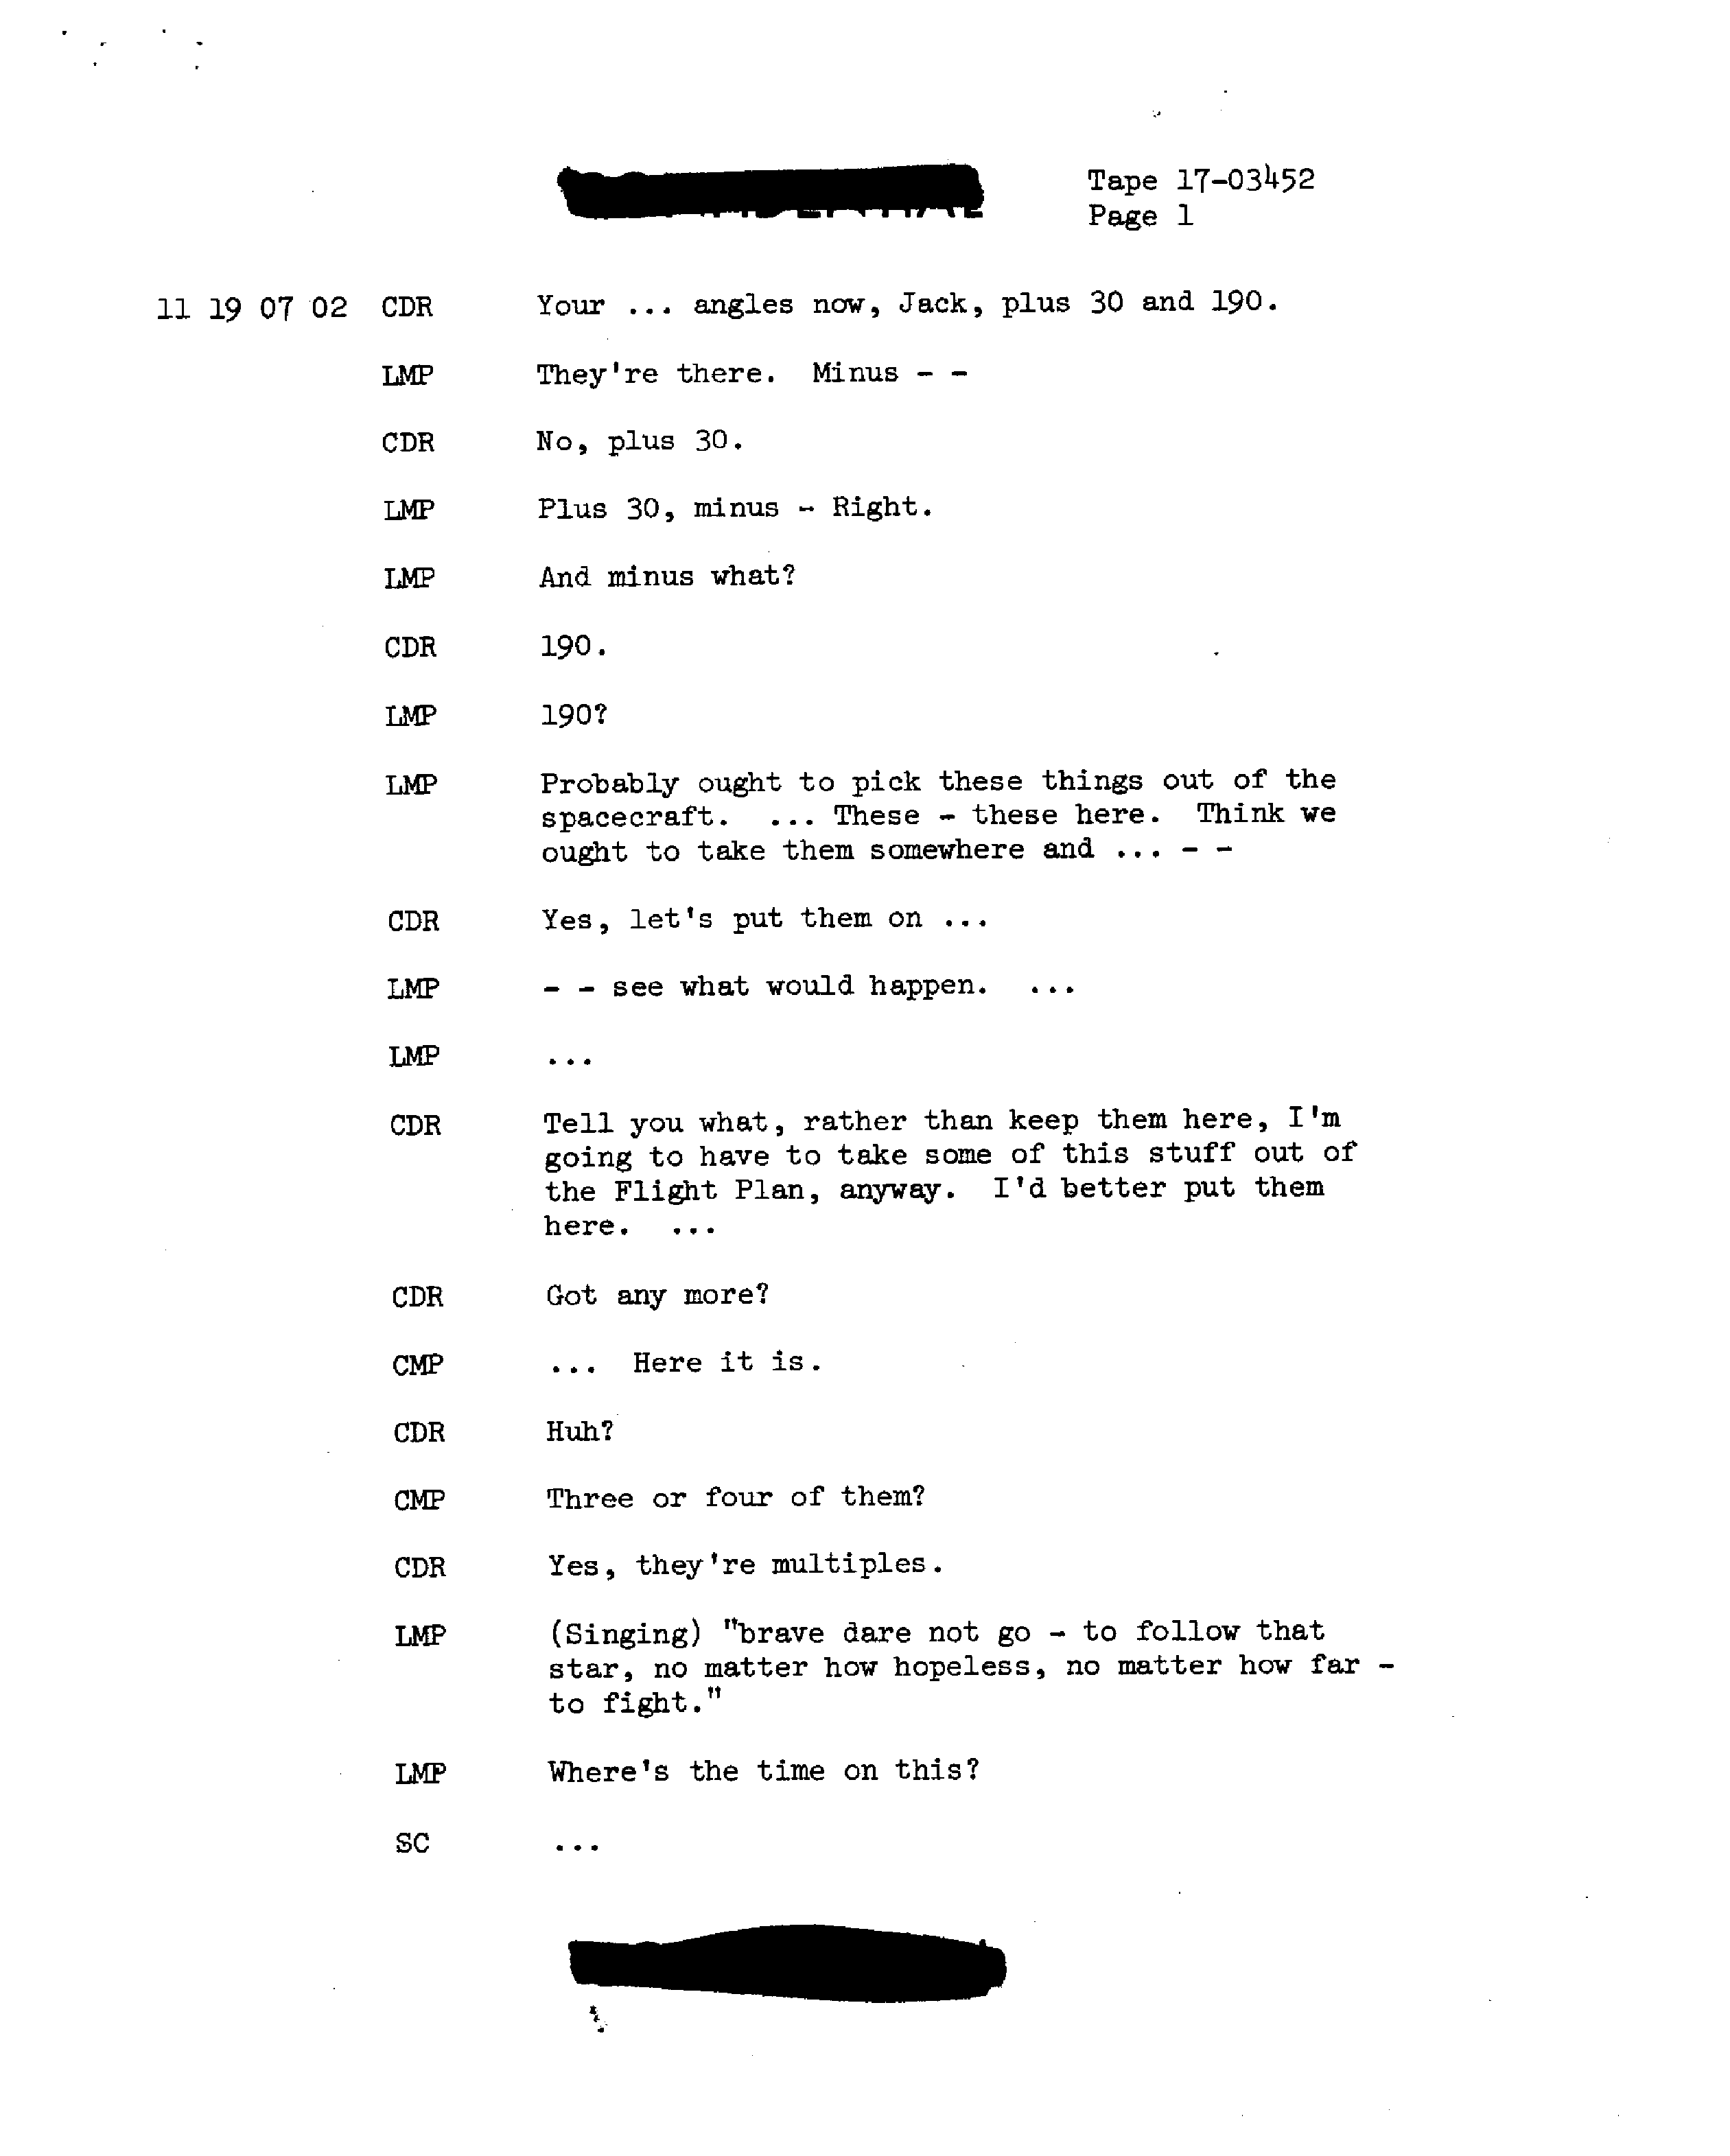 Tape 17-03452
Page 1
11 19 07 02 CDR Your ... angles now, Jack, plus 30 and 190.
LMP They're there. Minus - -
CDR No, plus 30.
LMP Plus 30, minus - Right.
LMP And minus what?
CDR 190.
LMP 190?
LMP Probably ought to pick these things out of the
spacecraft. ... These - these here. Think we
ought to take them somewhere and ... - -
CDR Yes, let's put them on ...
LMP - - see what would happen. ...
LMP ...
CDR Tell you what, rather than keep them here, I'm
going to have to take some of this stuff out of
the Flight Plan, anyway. I'd better put them
here. ...
CDR Got any more?
CMP ... Here it is.
CDR Huh?
CMP Three or four of them?
CDR Yes, they're multiples.
LMP (Singing) "brave dare not go - to follow that
star, no matter how hopeless, no matter how far -
to fight."
LMP Where's the time on this?
SC ...